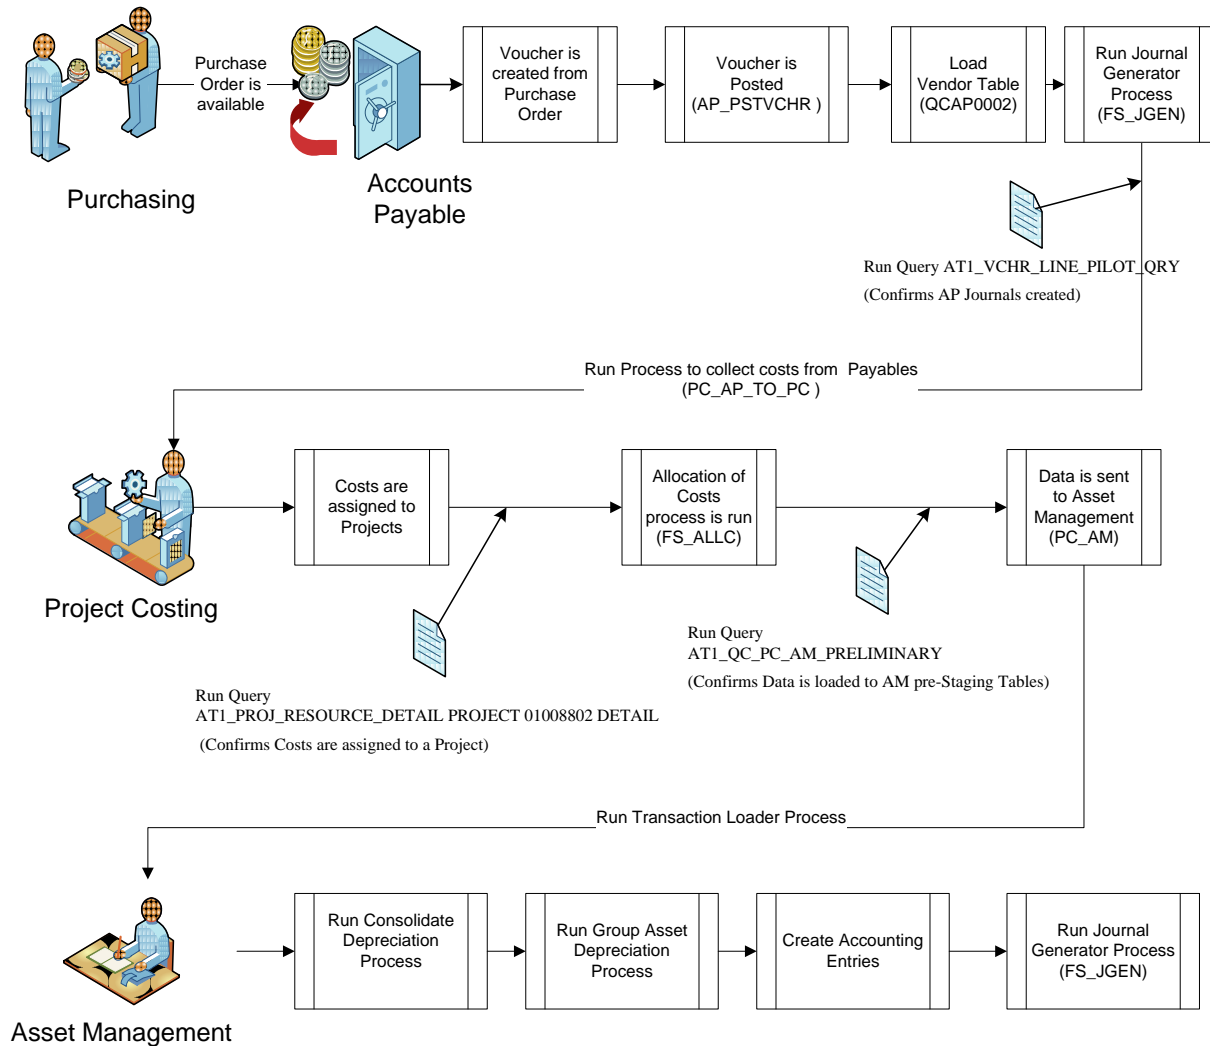 Purchase
Order is
available
Purchasing
Accounts
Payable
Voucher is
created from
Purchase
Order
Voucher is
Posted
(AP_PSTVCHR )
Load
Vendor Table
(QCAP0002)
Run Journal
Generator
Process
(FS_JGEN)
Run Query AT1_VCHR_LINE_PILOT_QRY
(Confirms AP Journals created)
Run Process to collect costs from  Payables
(PC_AP_TO_PC )
Project Costing
Costs are
assigned to
Projects
Allocation of
Costs
process is run
(FS_ALLC)
Data is sent
to Asset
Management
(PC_AM)
Run Query
AT1_PROJ_RESOURCE_DETAIL PROJECT 01008802 DETAIL
(Confirms Costs are assigned to a Project)
Run Query
AT1_QC_PC_AM_PRELIMINARY
(Confirms Data is loaded to AM pre-Staging Tables)
Run Transaction Loader Process
Asset Management
Run Consolidate
Depreciation
Process
Run Group Asset
Depreciation
Process
Create Accounting
Entries
Run Journal
Generator Process
(FS_JGEN)